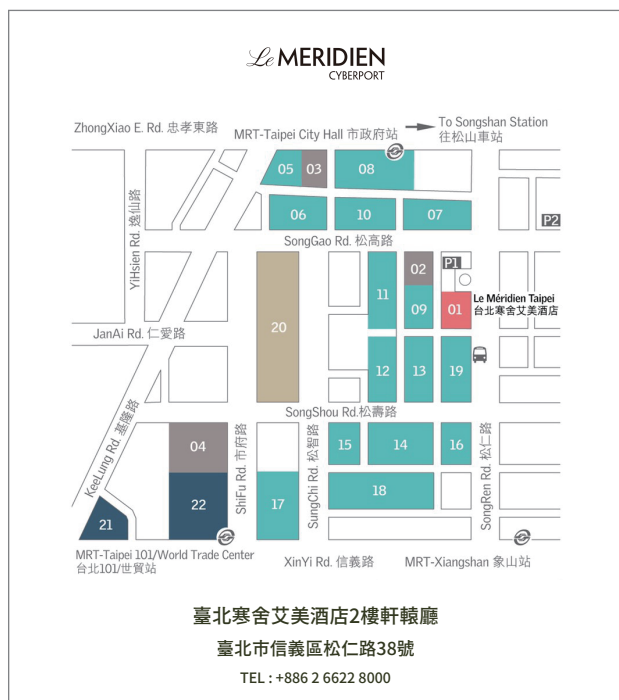 Le MERIDIEN
CYBERPORT
ZhongXiao E. Rd. 忠孝東路
MRT-Taipei City Hall 市政府站
To Songshan Station
往松山車站
05
03
08
06
10
07
P2
YiHsien Rd. 逸仙路
SongGao Rd. 松高路
P1
02
11
09
01
Le Méridien Taipei
台北寒舍艾美酒店
20
JanAi Rd. 仁愛路
12
13
19
SongShou Rd.松壽路
KeeLung Rd. 基隆路
04
ShiFu Rd. 市府路
SungChi Rd. 松智路
15
14
16
SongRen Rd. 松仁路
22
17
18
21
MRT-Taipei 101/World Trade Center
台北101/世貿站
XinYi Rd. 信義路
MRT-Xiangshan 象山站
臺北寒舍艾美酒店2樓軒轅廳
臺北市信義區松仁路38號
TEL : +886 2 6622 8000